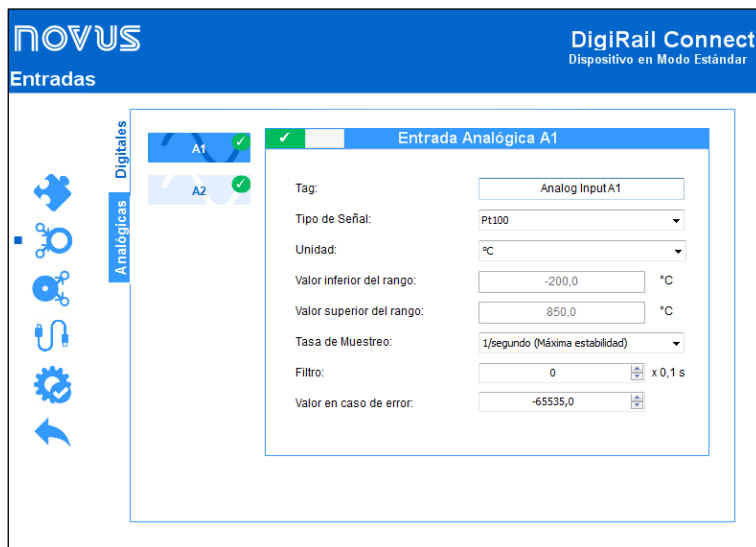 novus
DigiRail Connect
Dispositivo en Modo Estándar
Entradas
Digitales
Analógicas
A1
A2
Entrada Analógica A1
Tag: Analog Input A1
Tipo de Señal: Pt100
Unidad: ºC
Valor inferior del rango: -200,0 °C
Valor superior del rango: 850,0 °C
Tasa de Muestreo: 1/segundo (Máxima estabilidad)
Filtro: 0 x 0,1 s
Valor en caso de error: -65535,0